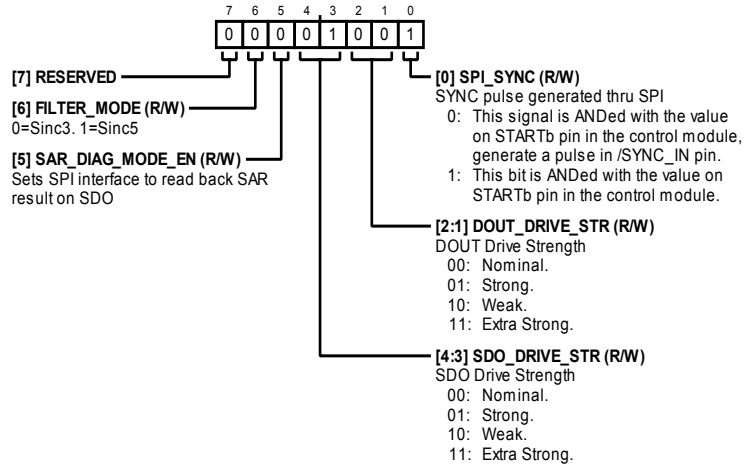 7 6 5 4 3 2 1 0
0 0 0 0 1 0 0 1
[7] RESERVED
[6] FILTER_MODE (R/W)
0=Sinc3. 1=Sinc5
[5] SAR_DIAG_MODE_EN (R/W)
Sets SPI interface to read back SAR
result on SDO
[0] SPI_SYNC (R/W)
SYNC pulse generated thru SPI
0: This signal is ANDed with the value
on STARTb pin in the control module,
generate a pulse in /SYNC_IN pin.
1: This bit is ANDed with the value on
STARTb pin in the control module.
[2:1] DOUT_DRIVE_STR (R/W)
DOUT Drive Strength
00: Nominal.
01: Strong.
10: Weak.
11: Extra Strong.
[4:3] SDO_DRIVE_STR (R/W)
SDO Drive Strength
00: Nominal.
01: Strong.
10: Weak.
11: Extra Strong.